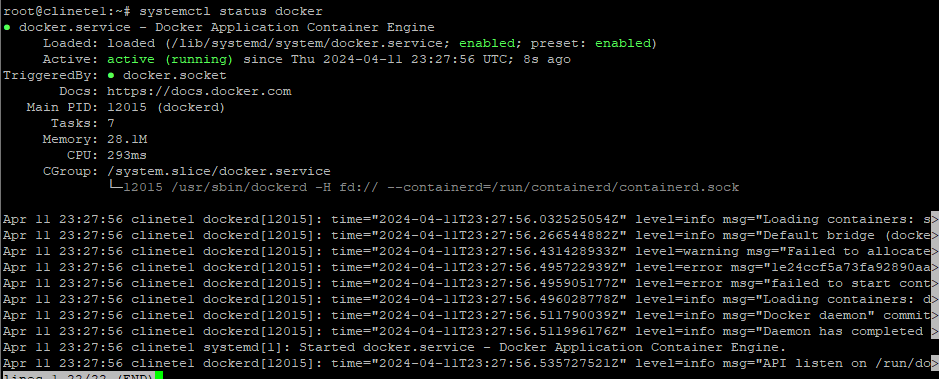 root@clinete1:~# systemctl status docker
● docker.service - Docker Application Container Engine
     Loaded: loaded (/lib/systemd/system/docker.service; enabled; preset: enabled)
     Active: active (running) since Thu 2024-04-11 23:27:56 UTC; 8s ago
TriggeredBy: ● docker.socket
       Docs: https://docs.docker.com
   Main PID: 12015 (dockerd)
      Tasks: 7
     Memory: 28.1M
        CPU: 293ms
     CGroup: /system.slice/docker.service
             └─12015 /usr/sbin/dockerd -H fd:// --containerd=/run/containerd/containerd.sock
Apr 11 23:27:56 clinete1 dockerd[12015]: time="2024-04-11T23:27:56.032525054Z" level=info msg="Loading containers: s>
Apr 11 23:27:56 clinete1 dockerd[12015]: time="2024-04-11T23:27:56.266544882Z" level=info msg="Default bridge (docke>
Apr 11 23:27:56 clinete1 dockerd[12015]: time="2024-04-11T23:27:56.431428933Z" level=warning msg="Failed to allocate>
Apr 11 23:27:56 clinete1 dockerd[12015]: time="2024-04-11T23:27:56.495722939Z" level=error msg="1e24ccf5a73fa92890aa>
Apr 11 23:27:56 clinete1 dockerd[12015]: time="2024-04-11T23:27:56.495905177Z" level=error msg="failed to start cont>
Apr 11 23:27:56 clinete1 dockerd[12015]: time="2024-04-11T23:27:56.496028778Z" level=info msg="Loading containers: d>
Apr 11 23:27:56 clinete1 dockerd[12015]: time="2024-04-11T23:27:56.511790039Z" level=info msg="Docker daemon" commit>
Apr 11 23:27:56 clinete1 dockerd[12015]: time="2024-04-11T23:27:56.511996176Z" level=info msg="Daemon has completed >
Apr 11 23:27:56 clinete1 systemd[1]: Started docker.service - Docker Application Container Engine.
Apr 11 23:27:56 clinete1 dockerd[12015]: time="2024-04-11T23:27:56.535727521Z" level=info msg="API listen on /run/do>
lines 1-22/22 (END)